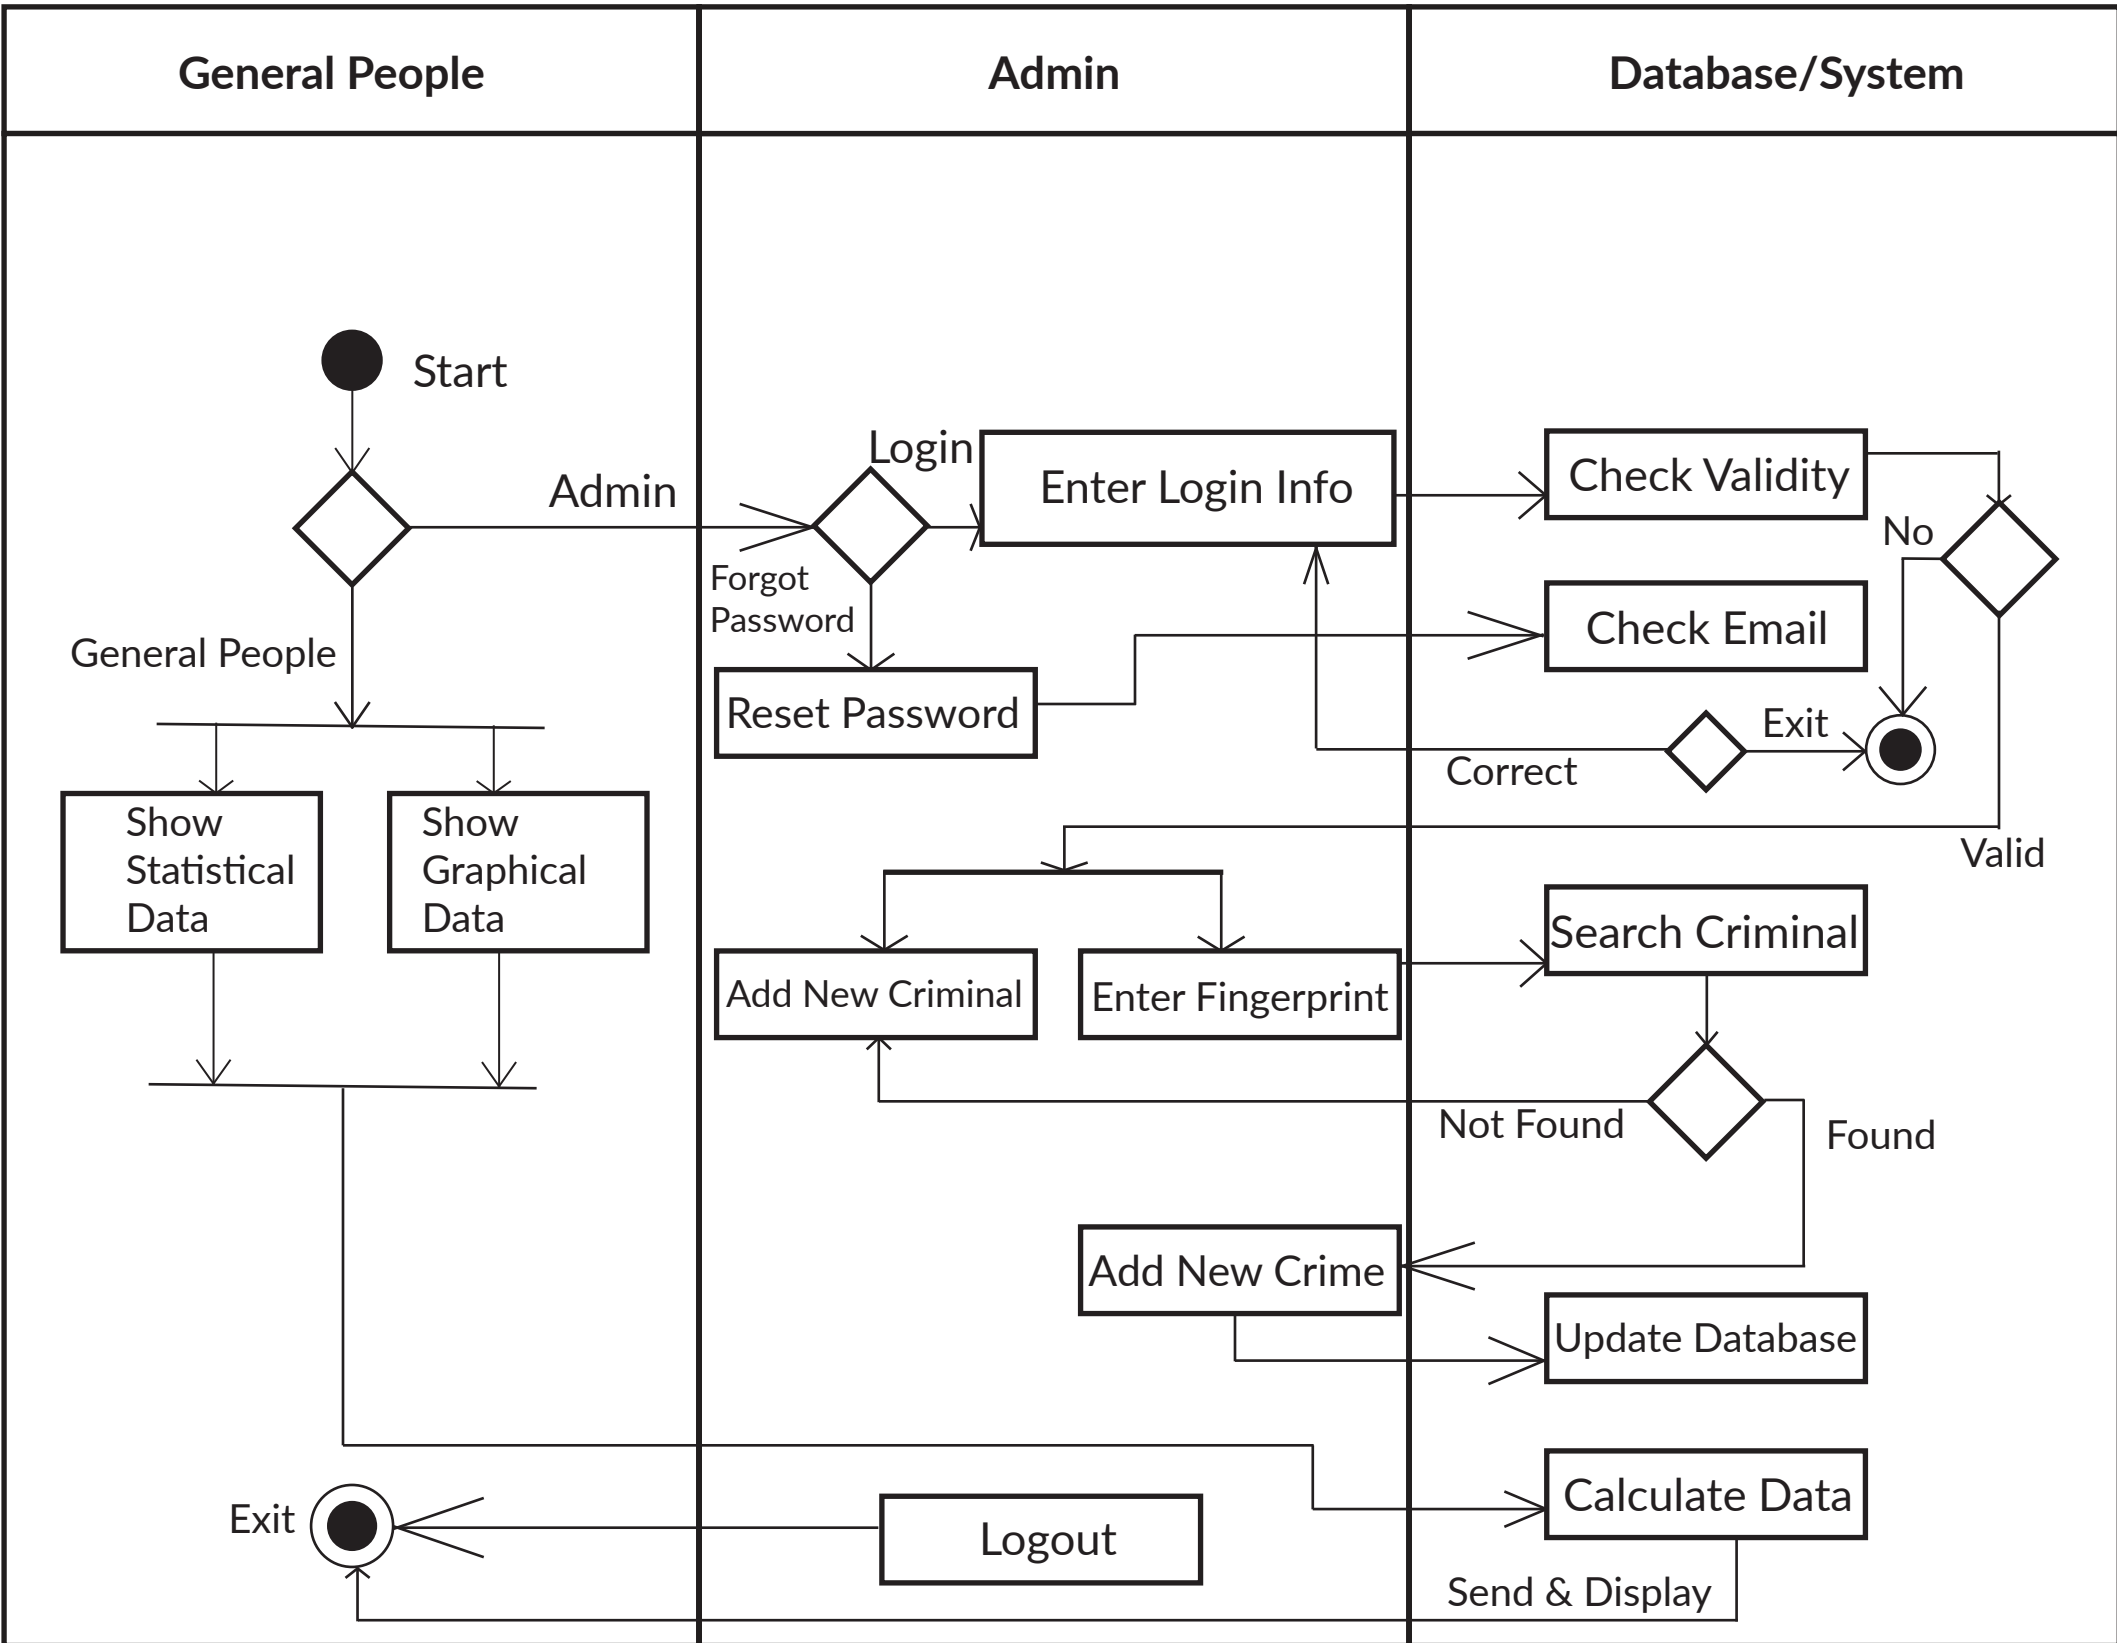 General People
Admin
Database/System
Start
Admin
Login
Enter Login Info
Check Validity
No
Forgot
Password
Check Email
General People
Reset Password
Exit
Correct
Show
Statistical
Data
Show
Graphical
Data
Valid
Search Criminal
Add New Criminal
Enter Fingerprint
Not Found
Found
Add New Crime
Update Database
Calculate Data
Exit
Logout
Send & Display